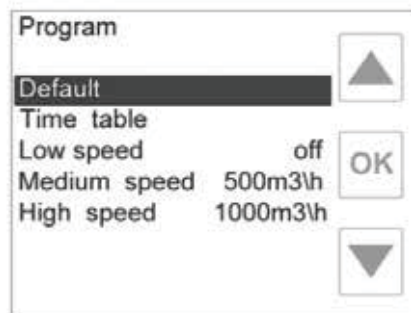 Program
Default
Time table
Low speed off
Medium speed 500m3\h
High speed 1000m3\h
OK